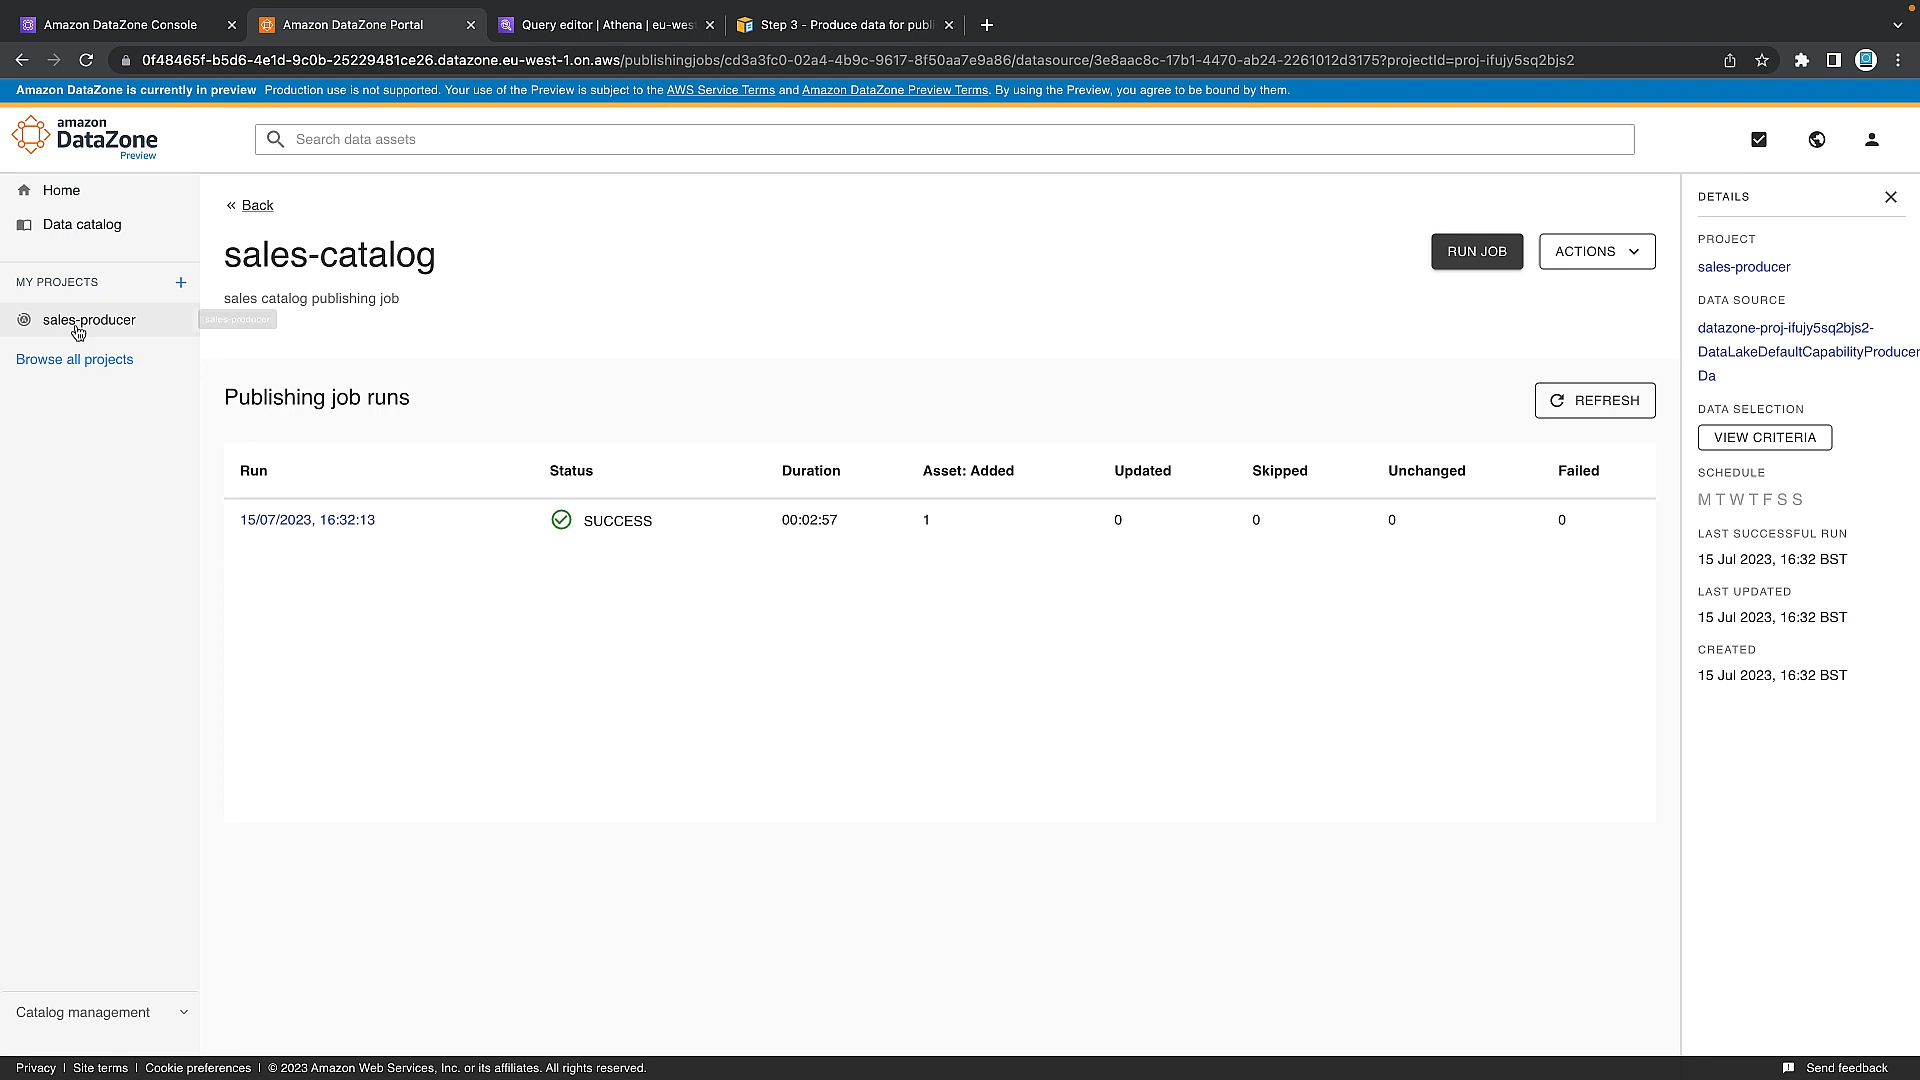 Amazon DataZone Console
Amazon DataZone Portal
Query editor | Athena | eu-wes
Step 3 - Produce data for publi
0f48465f-b5d6-4e1d-9c0b-25229481ce26.datazone.eu-west-1.on.aws/publishingjobs/cd3a3fc0-02a4-4b9c-9617-8f50aa7e9a86/datasource/3e8aac8c-17b1-4470-ab24-2261012d3175?projectId=proj-ifujy5sq2bjs2
Amazon DataZone is currently in preview Production use is not supported. Your use of the Preview is subject to the AWS Service Terms and Amazon DataZone Preview Terms. By using the Preview, you agree to be bound by them.
amazon
DataZone
Preview
Search data assets
Home
Data catalog
MY PROJECTS +
sales-producer
sales-producer
Browse all projects
Catalog management
« Back
sales-catalog
RUN JOB
ACTIONS
sales catalog publishing job
Publishing job runs
REFRESH
Run Status Duration Asset: Added Updated Skipped Unchanged Failed
15/07/2023, 16:32:13 SUCCESS 00:02:57 1 0 0 0 0
DETAILS
PROJECT
sales-producer
DATA SOURCE
datazone-proj-ifujy5sq2bjs2-
DataLakeDefaultCapabilityProducer
Da
DATA SELECTION
VIEW CRITERIA
SCHEDULE
M T W T F S S
LAST SUCCESSFUL RUN
15 Jul 2023, 16:32 BST
LAST UPDATED
15 Jul 2023, 16:32 BST
CREATED
15 Jul 2023, 16:32 BST
Privacy | Site terms | Cookie preferences | © 2023 Amazon Web Services, Inc. or its affiliates. All rights reserved.
Send feedback